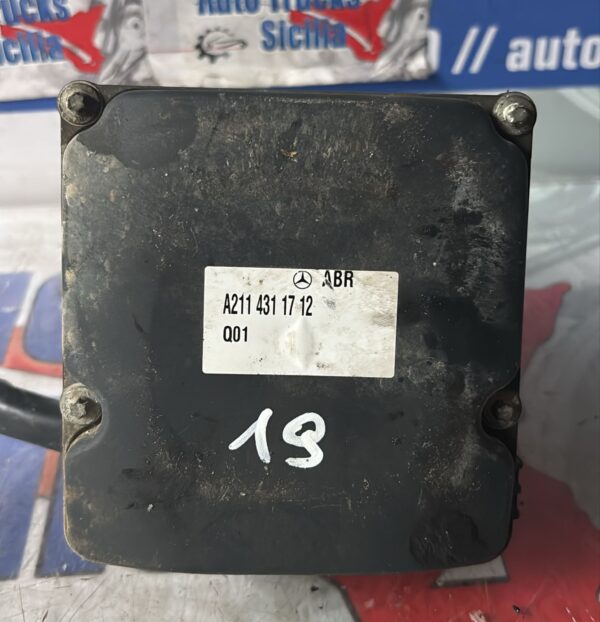 Auto Trucks
Sicilia
// auto
ABR
A211 431 17 12
Q01
19